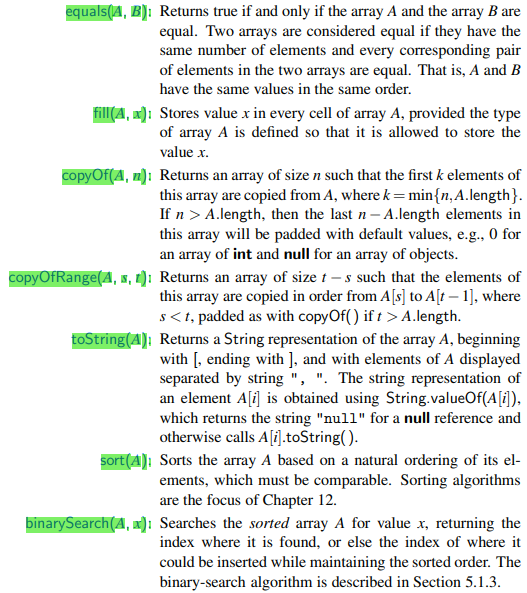 equals(A, B): Returns true if and only if the array A and the array B are
equal. Two arrays are considered equal if they have the
same number of elements and every corresponding pair
of elements in the two arrays are equal. That is, A and B
have the same values in the same order.
fill(A, x): Stores value x in every cell of array A, provided the type
of array A is defined so that it is allowed to store the
value x.
copyOf(A, n): Returns an array of size n such that the first k elements of
this array are copied from A, where k = min{n,A.length}.
If n > A.length, then the last n − A.length elements in
this array will be padded with default values, e.g., 0 for
an array of int and null for an array of objects.
copyOfRange(A, s, t): Returns an array of size t − s such that the elements of
this array are copied in order from A[s] to A[t − 1], where
s < t, padded as with copyOf() if t > A.length.
toString(A): Returns a String representation of the array A, beginning
with [, ending with ], and with elements of A displayed
separated by string ", ". The string representation of
an element A[i] is obtained using String.valueOf(A[i]),
which returns the string "null" for a null reference and
otherwise calls A[i].toString().
sort(A): Sorts the array A based on a natural ordering of its el-
ements, which must be comparable. Sorting algorithms
are the focus of Chapter 12.
binarySearch(A, x): Searches the sorted array A for value x, returning the
index where it is found, or else the index of where it
could be inserted while maintaining the sorted order. The
binary-search algorithm is described in Section 5.1.3.